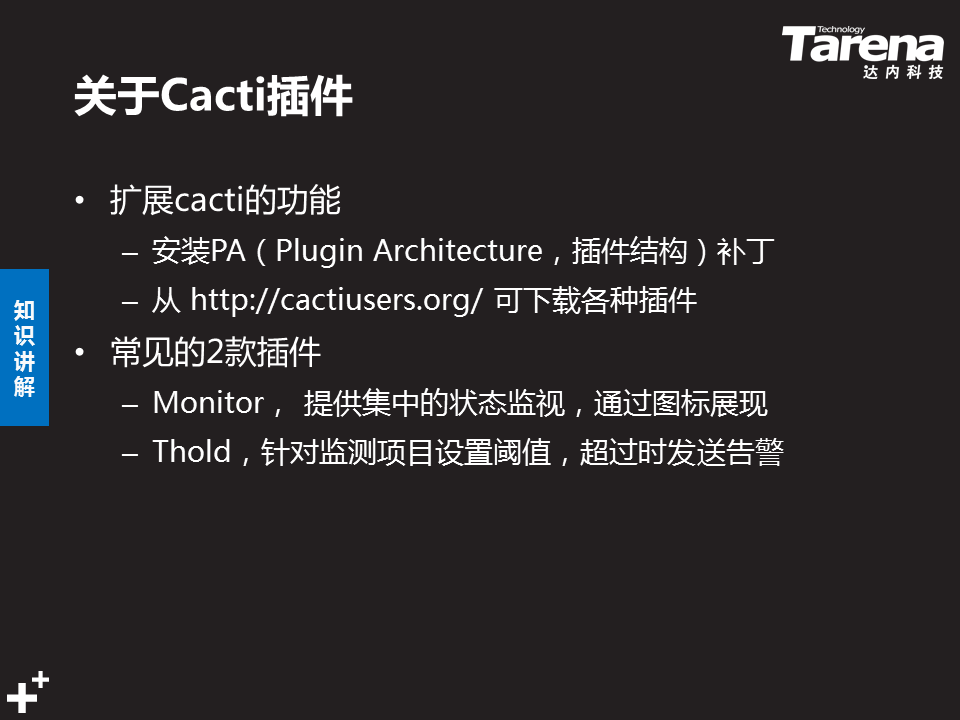 Technology
Tarena
达内科技
关于Cacti插件
• 扩展cacti的功能
– 安装PA（Plugin Architecture，插件结构）补丁
– 从 http://cactiusers.org/ 可下载各种插件
• 常见的2款插件
– Monitor， 提供集中的状态监视，通过图标展现
– Thold，针对监测项目设置阈值，超过时发送告警
知
识
讲
解